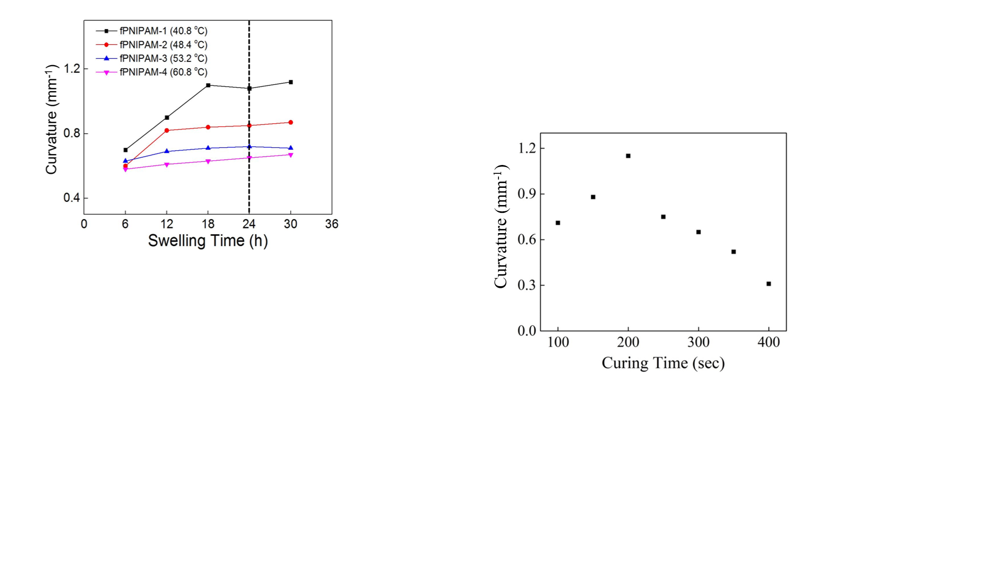 fPNIPAM-1 (40.8 °C)
fPNIPAM-2 (48.4 °C)
fPNIPAM-3 (53.2 °C)
fPNIPAM-4 (60.8 °C)
Curvature (mm⁻¹)
1.2
0.8
0.4
0 6 12 18 24 30 36
Swelling Time (h)
Curvature (mm⁻¹)
1.2
0.9
0.6
0.3
0.0
100 200 300 400
Curing Time (sec)